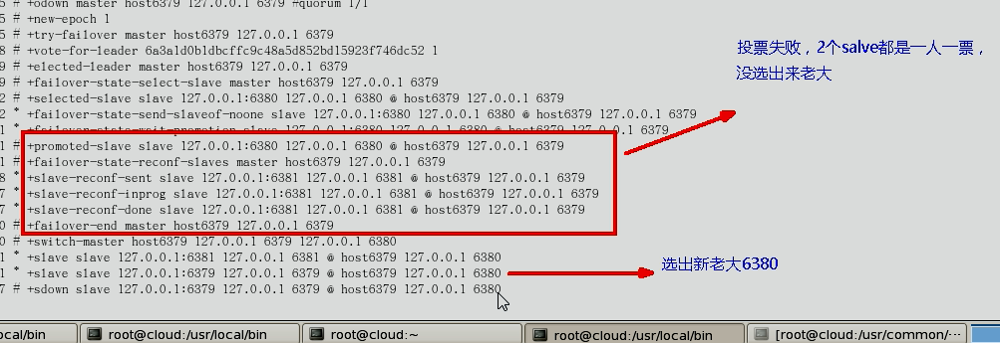 5 # +odown master host6379 127.0.0.1 6379 #quorum 1/1
5 # +new-epoch 1
5 # +try-failover master host6379 127.0.0.1 6379
8 # +vote-for-leader 6a3a1d0b1dbcffc9c48a5d852bd15923f746dc52 1
9 # +elected-leader master host6379 127.0.0.1 6379
9 # +failover-state-select-slave master host6379 127.0.0.1 6379
2 # +selected-slave slave 127.0.0.1:6380 127.0.0.1 6380 @ host6379 127.0.0.1 6379
2 * +failover-state-send-slaveof-noone slave 127.0.0.1:6380 127.0.0.1 6380 @ host6379 127.0.0.1 6379
1 * +failover-state-wait-promotion slave 127.0.0.1:6380 127.0.0.1 6380 @ host6379 127.0.0.1 6379
1 # +promoted-slave slave 127.0.0.1:6380 127.0.0.1 6380 @ host6379 127.0.0.1 6379
1 # +failover-state-reconf-slaves master host6379 127.0.0.1 6379
8 * +slave-reconf-sent slave 127.0.0.1:6381 127.0.0.1 6381 @ host6379 127.0.0.1 6379
7 * +slave-reconf-inprog slave 127.0.0.1:6381 127.0.0.1 6381 @ host6379 127.0.0.1 6379
7 * +slave-reconf-done slave 127.0.0.1:6381 127.0.0.1 6381 @ host6379 127.0.0.1 6379
0 # +failover-end master host6379 127.0.0.1 6379
0 # +switch-master host6379 127.0.0.1 6379 127.0.0.1 6380
1 * +slave slave 127.0.0.1:6381 127.0.0.1 6381 @ host6379 127.0.0.1 6380
1 * +slave slave 127.0.0.1:6379 127.0.0.1 6379 @ host6379 127.0.0.1 6380
7 # +sdown slave 127.0.0.1:6379 127.0.0.1 6379 @ host6379 127.0.0.1 6380
投票失败，2个salve都是一人一票，
没选出来老大
选出新老大6380
ocal/bin
root@cloud:/usr/local/bin
root@cloud:~
root@cloud:/usr/local/bin
[root@cloud:/usr/common/···